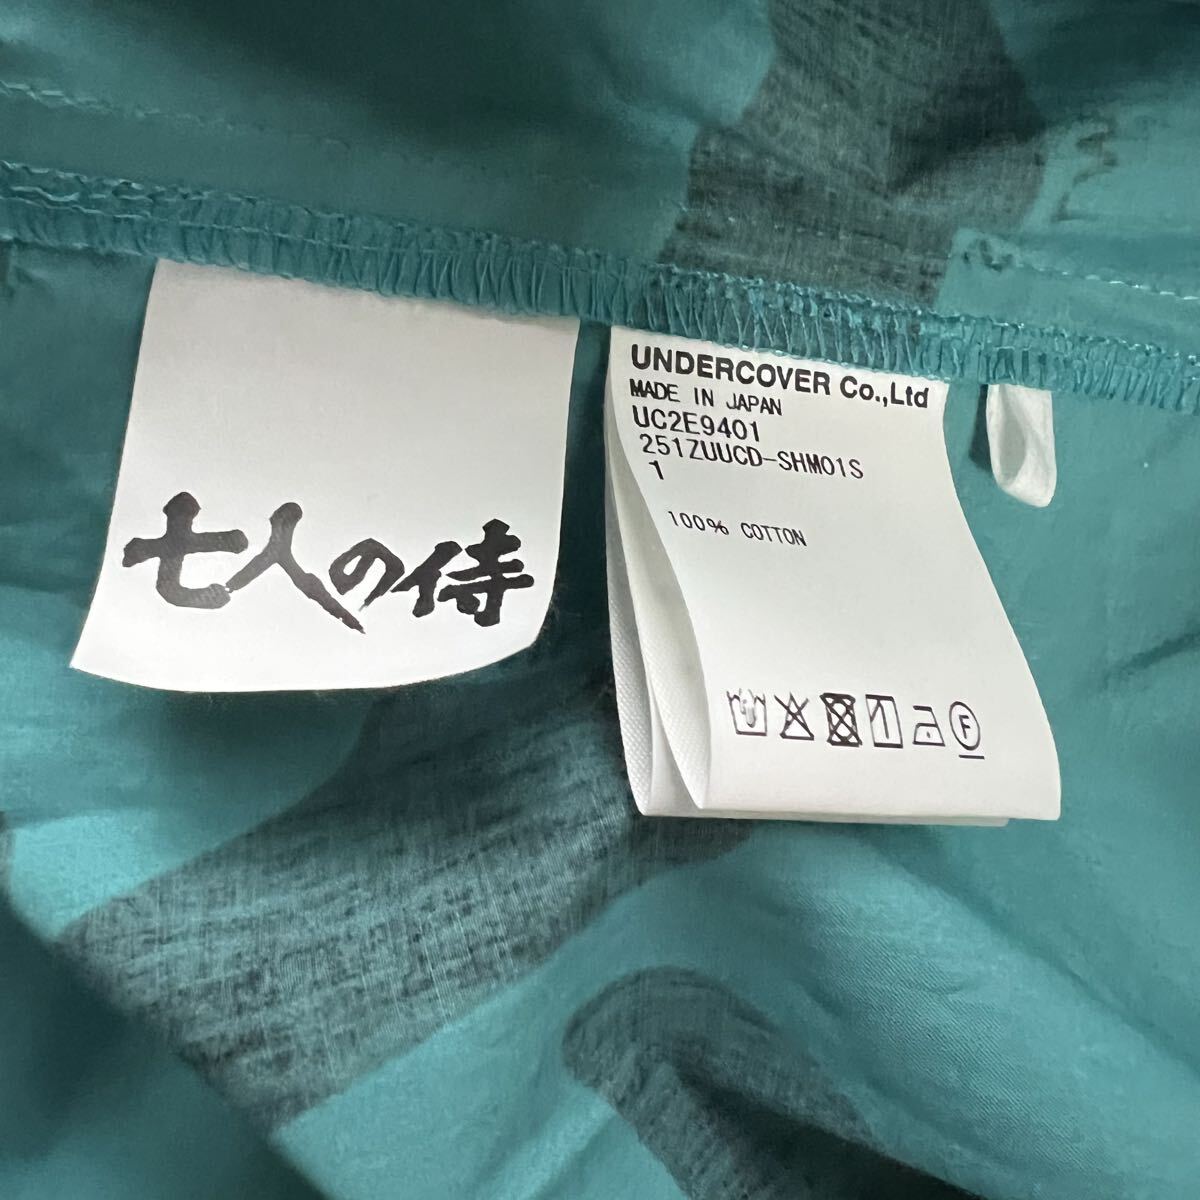 七人の侍
UNDERCOVER Co.,Ltd
MADE IN JAPAN
UC2E9401
251ZUUCD-SHM01S
1
100% COTTON
F